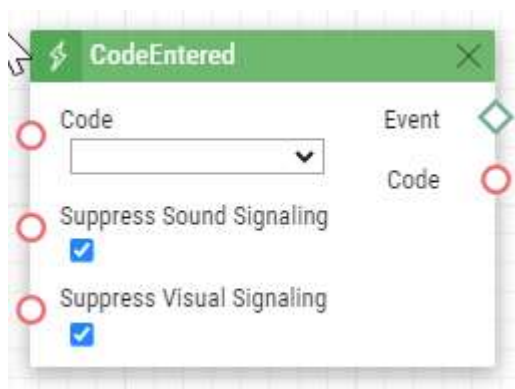 CodeEntered
Code
Event
Code
Suppress Sound Signaling
Suppress Visual Signaling